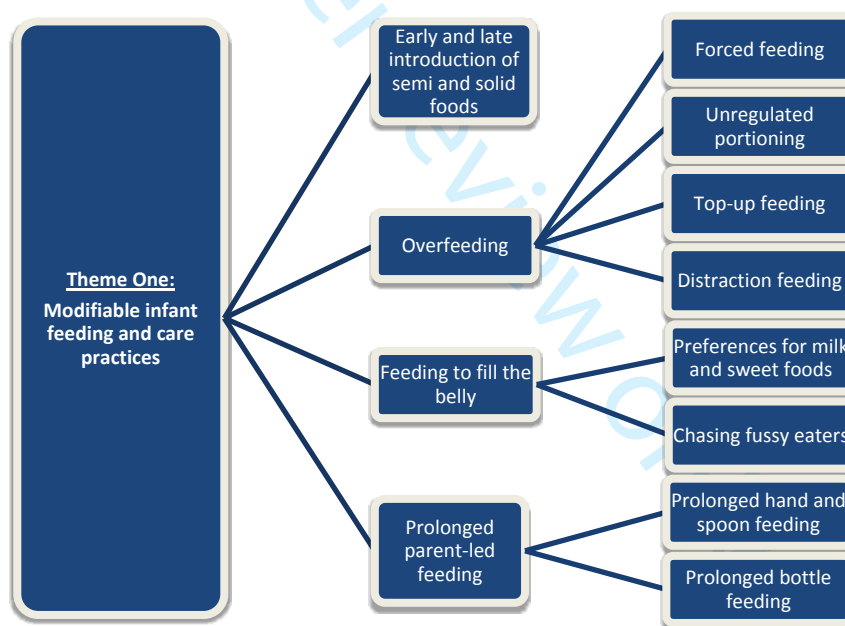 Theme One:
Modifiable infant
feeding and care
practices
Early and late
introduction of
semi and solid
foods
Overfeeding
Feeding to fill the
belly
Prolonged
parent-led
feeding
Forced feeding
Unregulated
portioning
Top-up feeding
Distraction feeding
Preferences for milk
and sweet foods
Chasing fussy eaters
Prolonged hand and
spoon feeding
Prolonged bottle
feeding